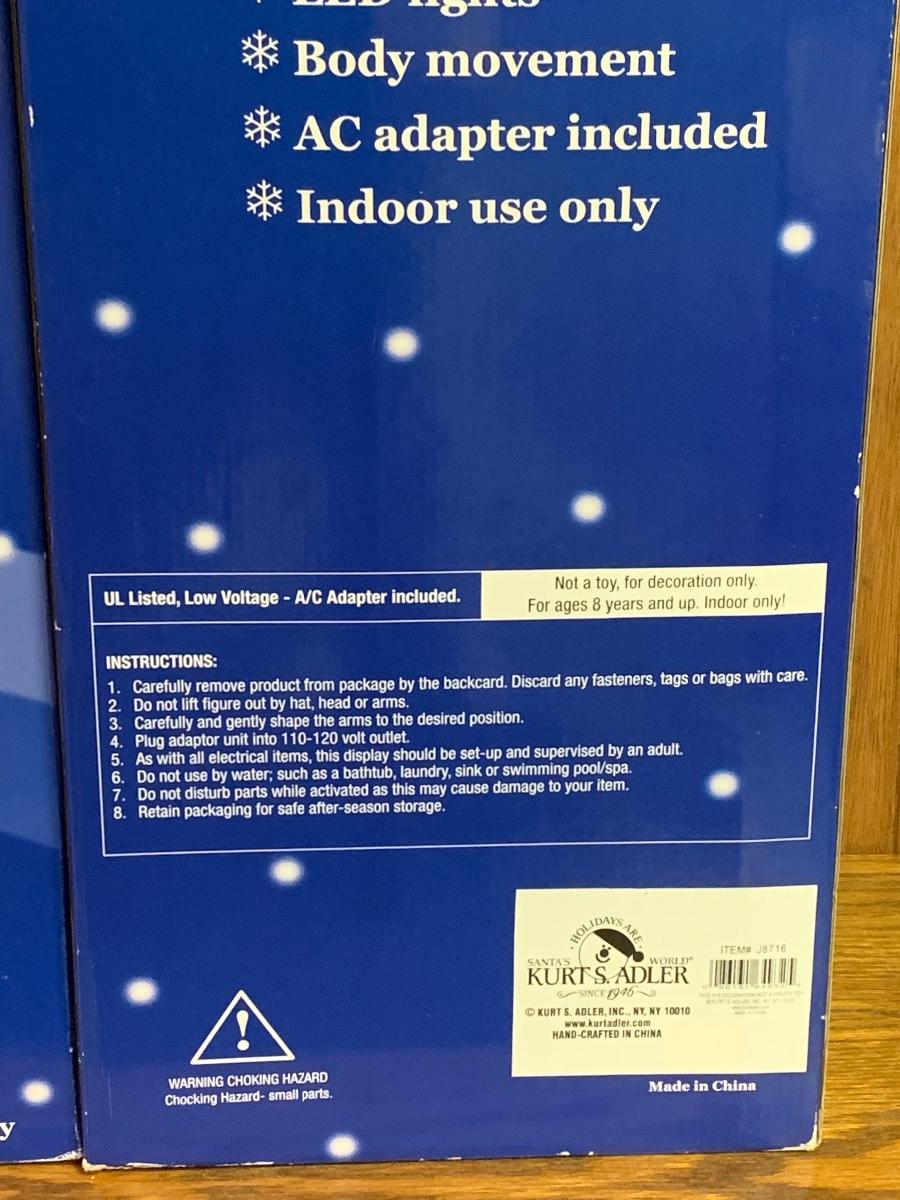 LED lights
Body movement
AC adapter included
Indoor use only
UL Listed, Low Voltage - A/C Adapter included.
Not a toy, for decoration only.
For ages 8 years and up. Indoor only!
INSTRUCTIONS:
1. Carefully remove product from package by the backcard. Discard any fasteners, tags or bags with care.
2. Do not lift figure out by hat, head or arms.
3. Carefully and gently shape the arms to the desired position.
4. Plug adaptor unit into 110-120 volt outlet.
5. As with all electrical items, this display should be set-up and supervised by an adult.
6. Do not use by water; such as a bathtub, laundry, sink or swimming pool/spa.
7. Do not disturb parts while activated as this may cause damage to your item.
8. Retain packaging for safe after-season storage.
HOLIDAYS ARE
SANTA'S WORLD®
KURT S. ADLER
SINCE 1946
© KURT S. ADLER, INC., NY, NY 10010
www.kurtadler.com
HAND-CRAFTED IN CHINA
ITEM# J8716
Made in China
WARNING CHOKING HAZARD
Chocking Hazard- small parts.
y